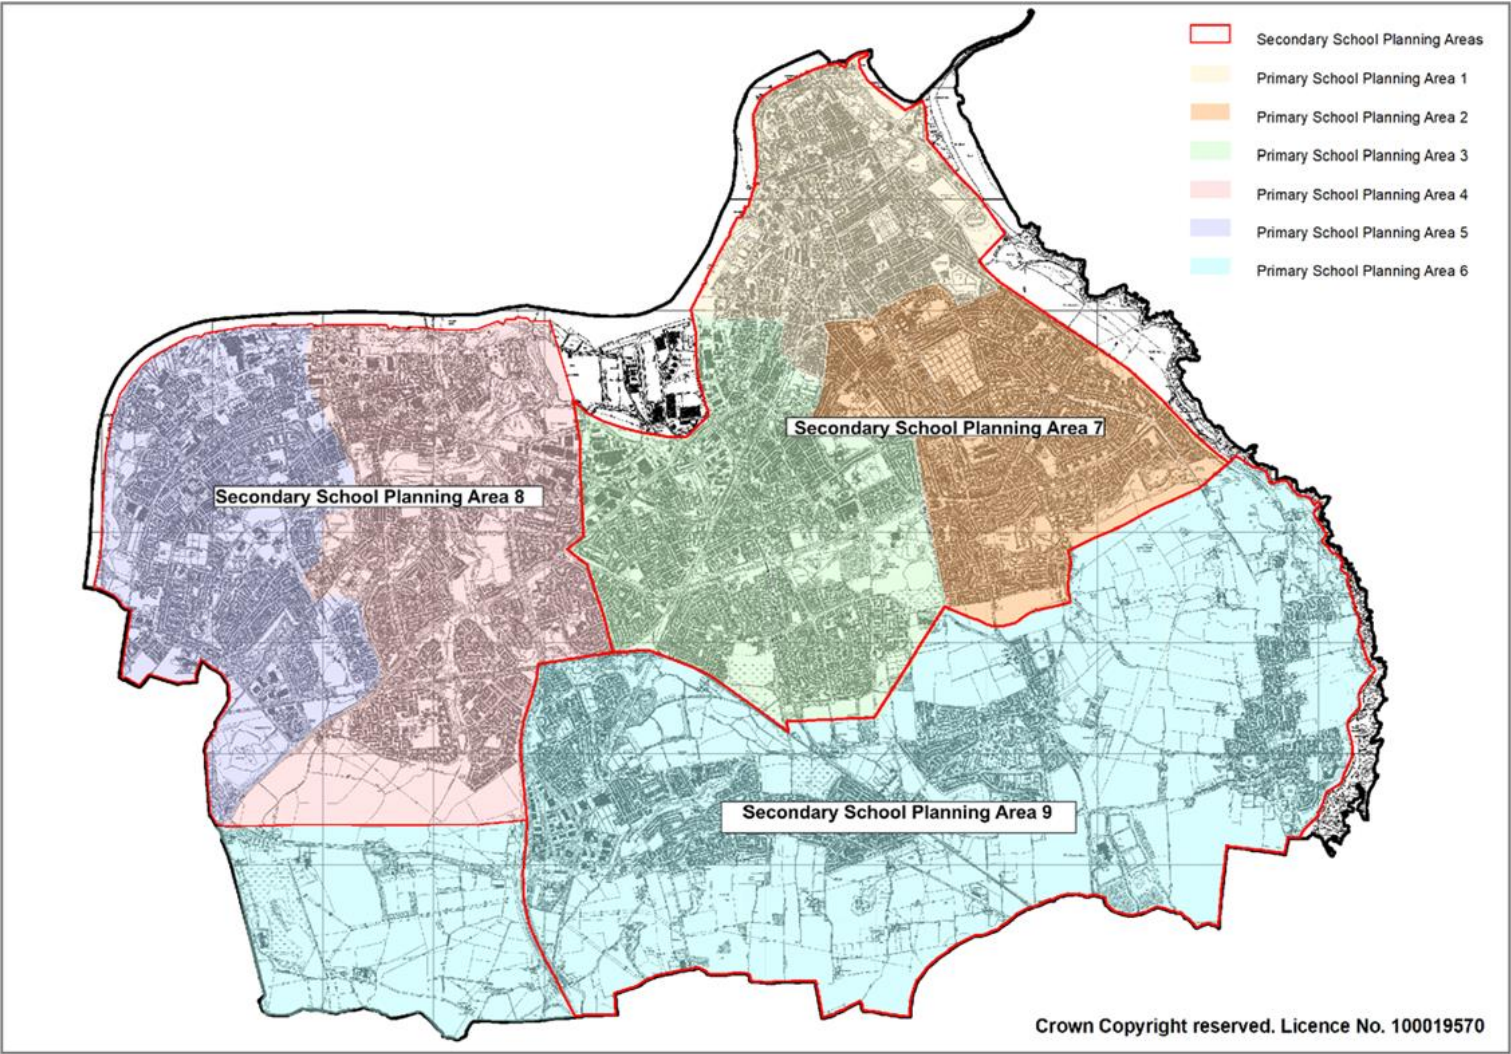 Secondary School Planning Areas
Primary School Planning Area 1
Primary School Planning Area 2
Primary School Planning Area 3
Primary School Planning Area 4
Primary School Planning Area 5
Primary School Planning Area 6
Secondary School Planning Area 7
Secondary School Planning Area 8
Secondary School Planning Area 9
Crown Copyright reserved. Licence No. 100019570